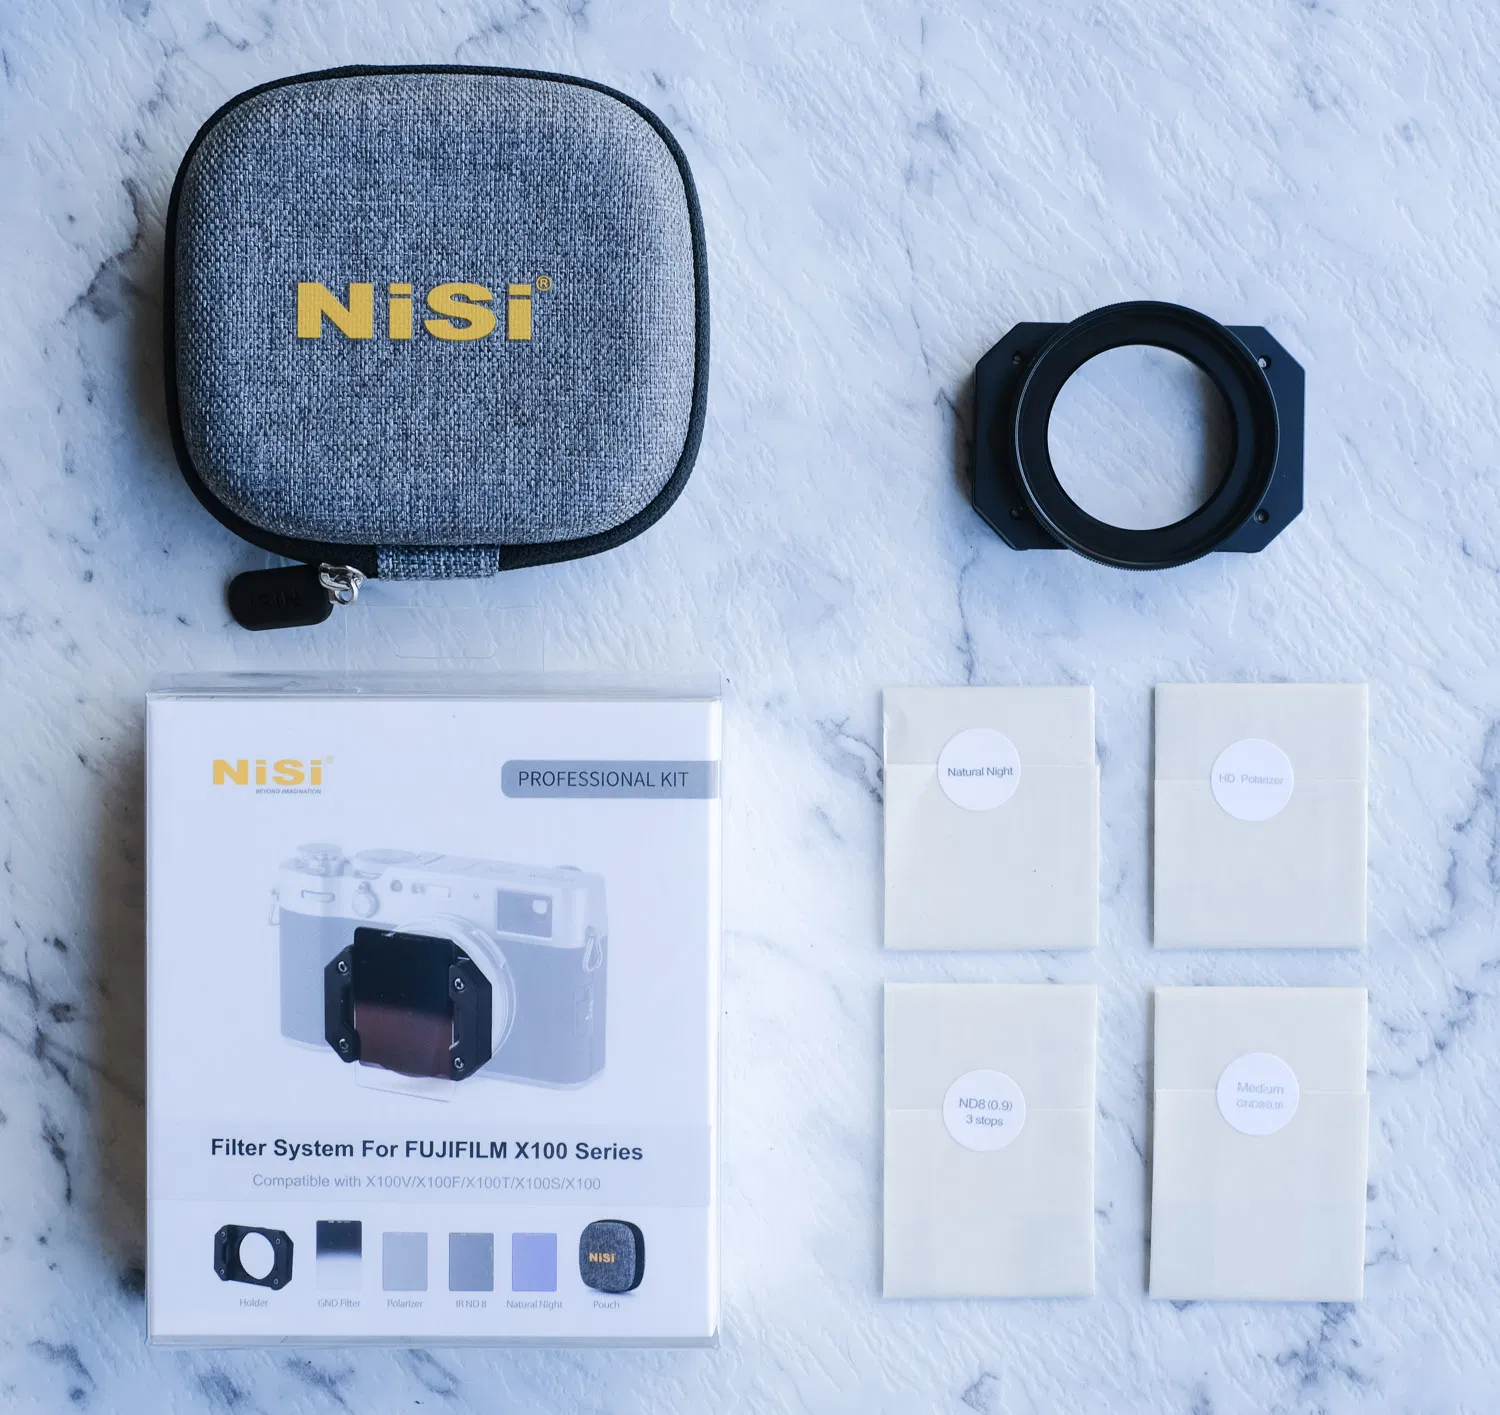 NiSi®
NiSi®
BEYOND IMAGINATION
PROFESSIONAL KIT
Filter System For FUJIFILM X100 Series
Compatible with X100V/X100F/X100T/X100S/X100
NiSi
Holder
GND Filter
Polarizer
IR ND 8
Natural Night
Pouch
Natural Night
HD Polarizer
ND8 (0.9)
3 stops
Medium